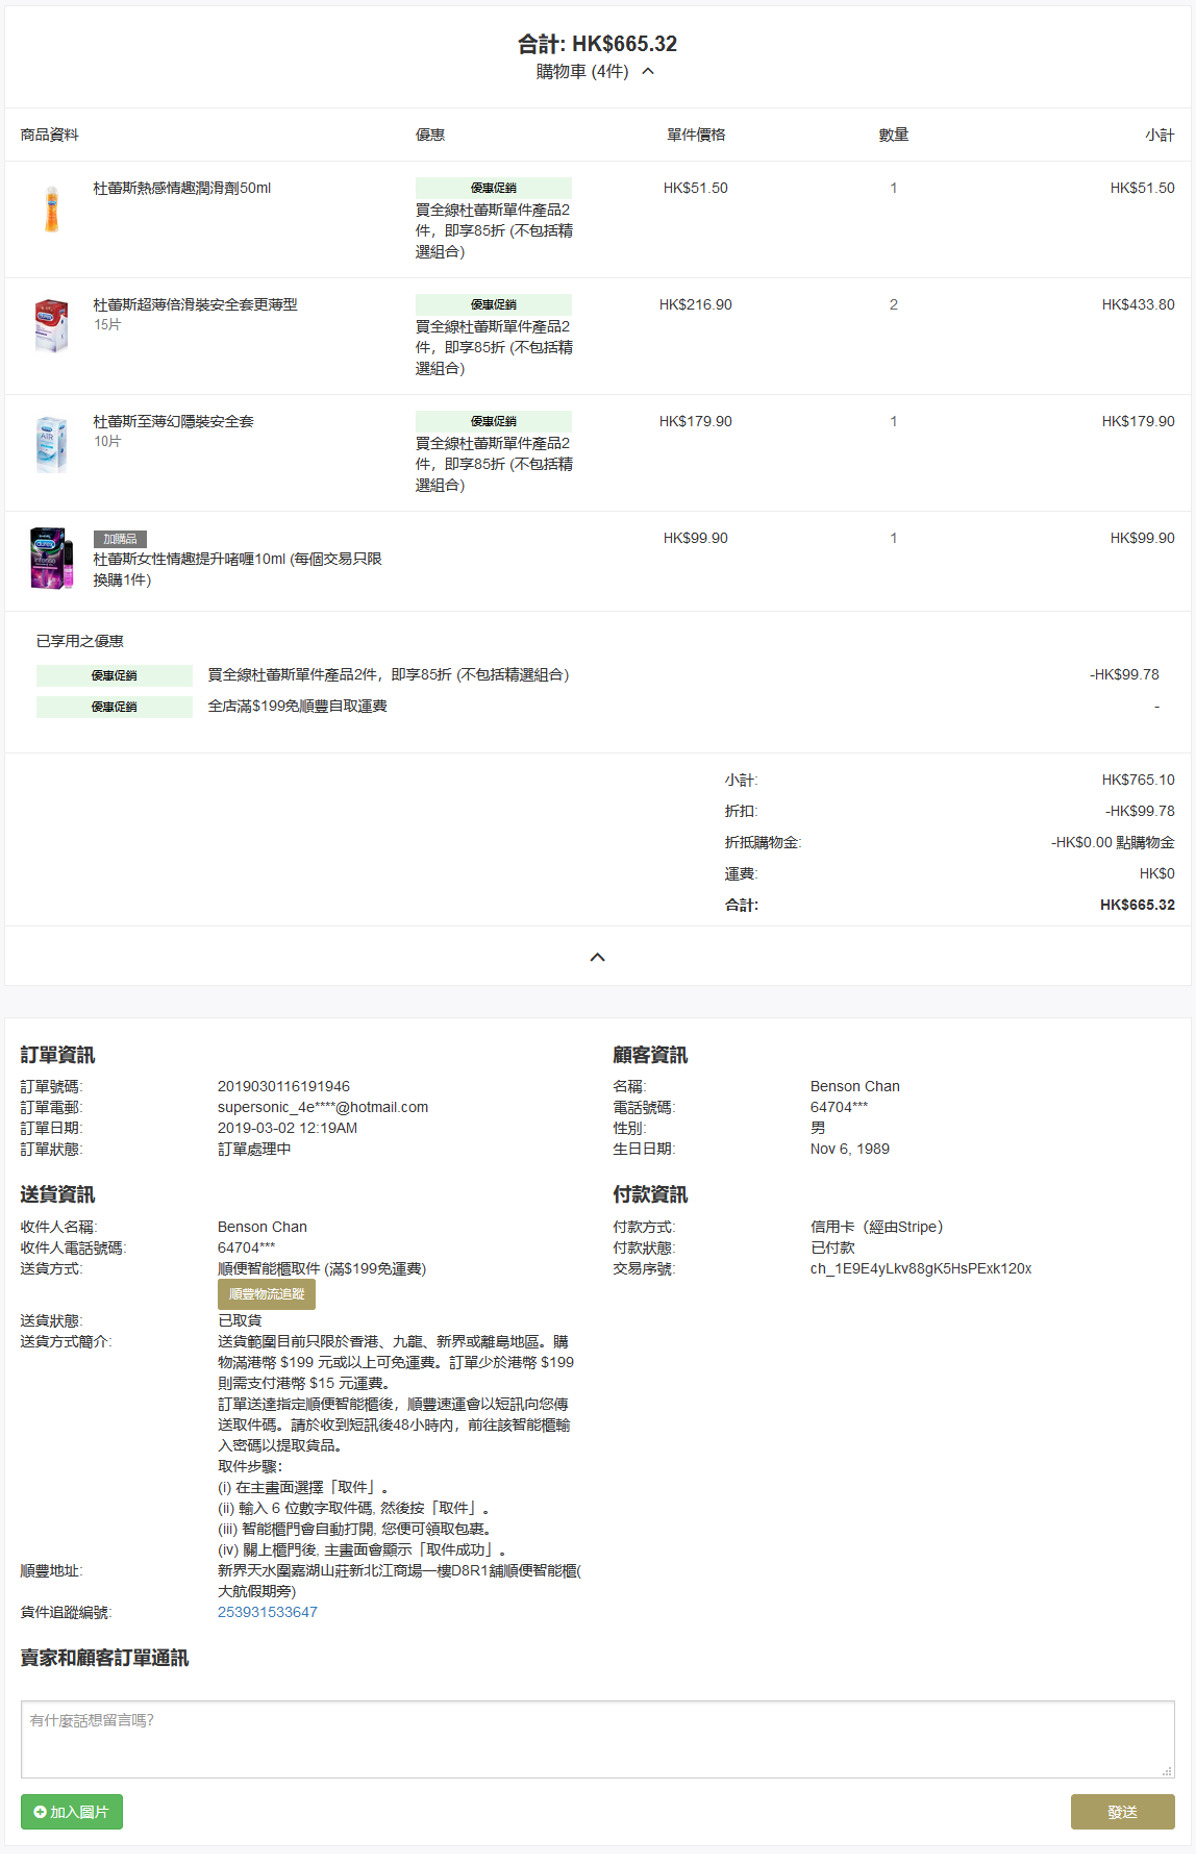 合計: HK$665.32
購物車 (4件)
商品資料 優惠 單件價格 數量 小計
杜蕾斯熱感情趣潤滑劑50ml 優惠促銷 HK$51.50 1 HK$51.50
買全線杜蕾斯單件產品2
件，即享85折 (不包括精
選組合)
杜蕾斯超薄倍滑裝安全套更薄型 優惠促銷 HK$216.90 2 HK$433.80
15片
買全線杜蕾斯單件產品2
件，即享85折 (不包括精
選組合)
杜蕾斯至薄幻隱裝安全套 優惠促銷 HK$179.90 1 HK$179.90
10片
買全線杜蕾斯單件產品2
件，即享85折 (不包括精
選組合)
加購品 HK$99.90 1 HK$99.90
杜蕾斯女性情趣提升啫喱10ml (每個交易只限
換購1件)
已享用之優惠
優惠促銷 買全線杜蕾斯單件產品2件，即享85折 (不包括精選組合) -HK$99.78
優惠促銷 全店滿$199免順豐自取運費 -
小計: HK$765.10
折扣: -HK$99.78
折抵購物金: -HK$0.00 點購物金
運費: HK$0
合計: HK$665.32
訂單資訊
訂單號碼: 2019030116191946
訂單電郵: supersonic_4e****@hotmail.com
訂單日期: 2019-03-02 12:19AM
訂單狀態: 訂單處理中
顧客資訊
名稱: Benson Chan
電話號碼: 64704***
性別: 男
生日日期: Nov 6, 1989
送貨資訊
收件人名稱: Benson Chan
收件人電話號碼: 64704***
送貨方式: 順便智能櫃取件 (滿$199免運費)
順豐物流追蹤
送貨狀態: 已取貨
送貨方式簡介: 送貨範圍目前只限於香港、九龍、新界或離島地區。購
物滿港幣 $199 元或以上可免運費。訂單少於港幣 $199
則需支付港幣 $15 元運費。
訂單送達指定順便智能櫃後，順豐速運會以短訊向您傳
送取件碼。請於收到短訊後48小時內，前往該智能櫃輸
入密碼以提取貨品。
取件步驟：
(i) 在主畫面選擇「取件」。
(ii) 輸入 6 位數字取件碼, 然後按「取件」。
(iii) 智能櫃門會自動打開, 您便可領取包裹。
(iv) 關上櫃門後, 主畫面會顯示「取件成功」。
順豐地址: 新界天水圍嘉湖山莊新北江商場一樓D8R1舖順便智能櫃(
大航假期旁)
貨件追蹤編號: 253931533647
付款資訊
付款方式: 信用卡（經由Stripe）
付款狀態: 已付款
交易序號: ch_1E9E4yLkv88gK5HsPExk120x
賣家和顧客訂單通訊
有什麼話想留言嗎?
加入圖片
發送